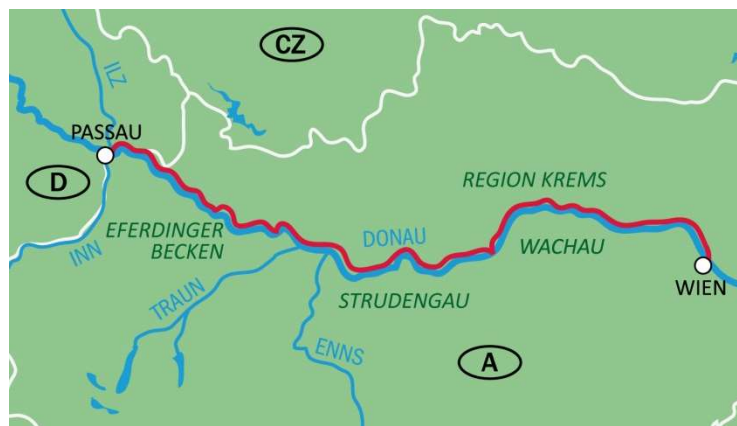 CZ
ILZ
PASSAU
D
REGION KREMS
EFERDINGER
BECKEN
DONAU
INN
WACHAU
TRAUN
STRUDENGAU
WIEN
ENNS
A